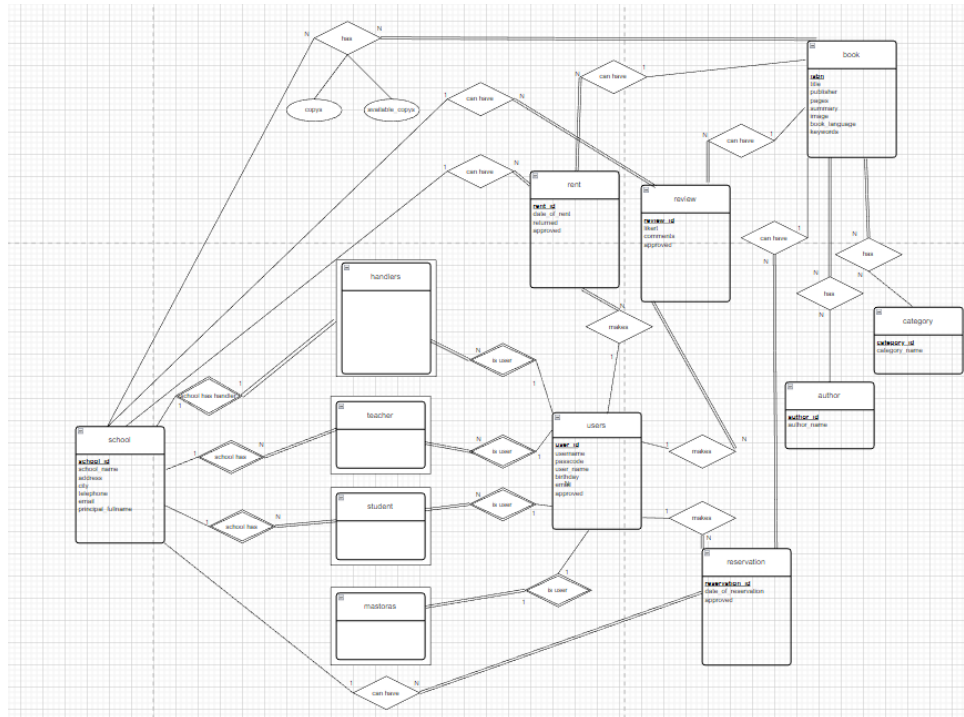 N
has
N
book
isbn
title
publisher
pages
summary
image
book_language
keywords
copys
available_copys
N
can have
1
1
can have
N
N
can have
1
1
can have
N
rent
rent_id
date_of_rent
returned
approved
review
review_id
likert
comments
approved
can have
1
N
N
has
N
has
N
category
category_id
category_name
author
author_id
author_name
handlers
N
makes
1
school has handler
1
1
N
is user
1
teacher
school has
N
1
N
is user
1
users
user_id
username
passcode
user_name
birthday
email
approved
1
makes
N
school
school_id
school_name
address
city
telephone
email
principal_fullname
student
1
school has
N
N
is user
1
1
makes
N
reservation
reservation_id
date_of_reservation
approved
mastoras
1
is user
1
1
can have
N